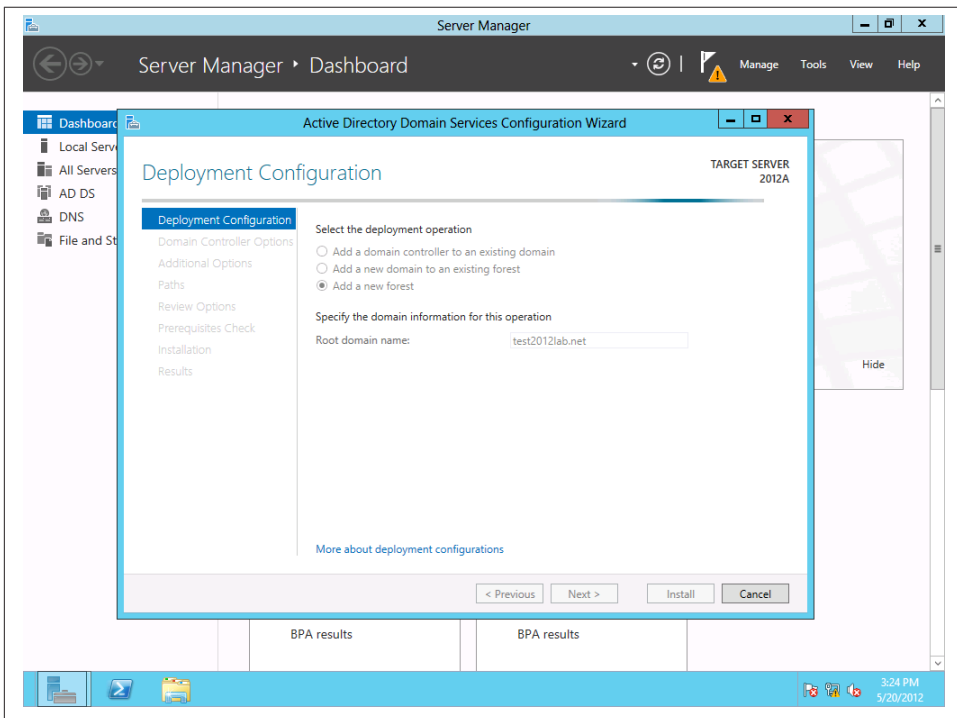 Server Manager
Server Manager ‣ Dashboard
Manage Tools View Help
Dashboard
Local Serve
All Servers
AD DS
DNS
File and St
Active Directory Domain Services Configuration Wizard
Deployment Configuration
TARGET SERVER
2012A
Deployment Configuration
Domain Controller Options
Additional Options
Paths
Review Options
Prerequisites Check
Installation
Results
Select the deployment operation
Add a domain controller to an existing domain
Add a new domain to an existing forest
Add a new forest
Specify the domain information for this operation
Root domain name: test2012lab.net
More about deployment configurations
< Previous Next > Install Cancel
Hide
BPA results BPA results
3:24 PM
5/20/2012